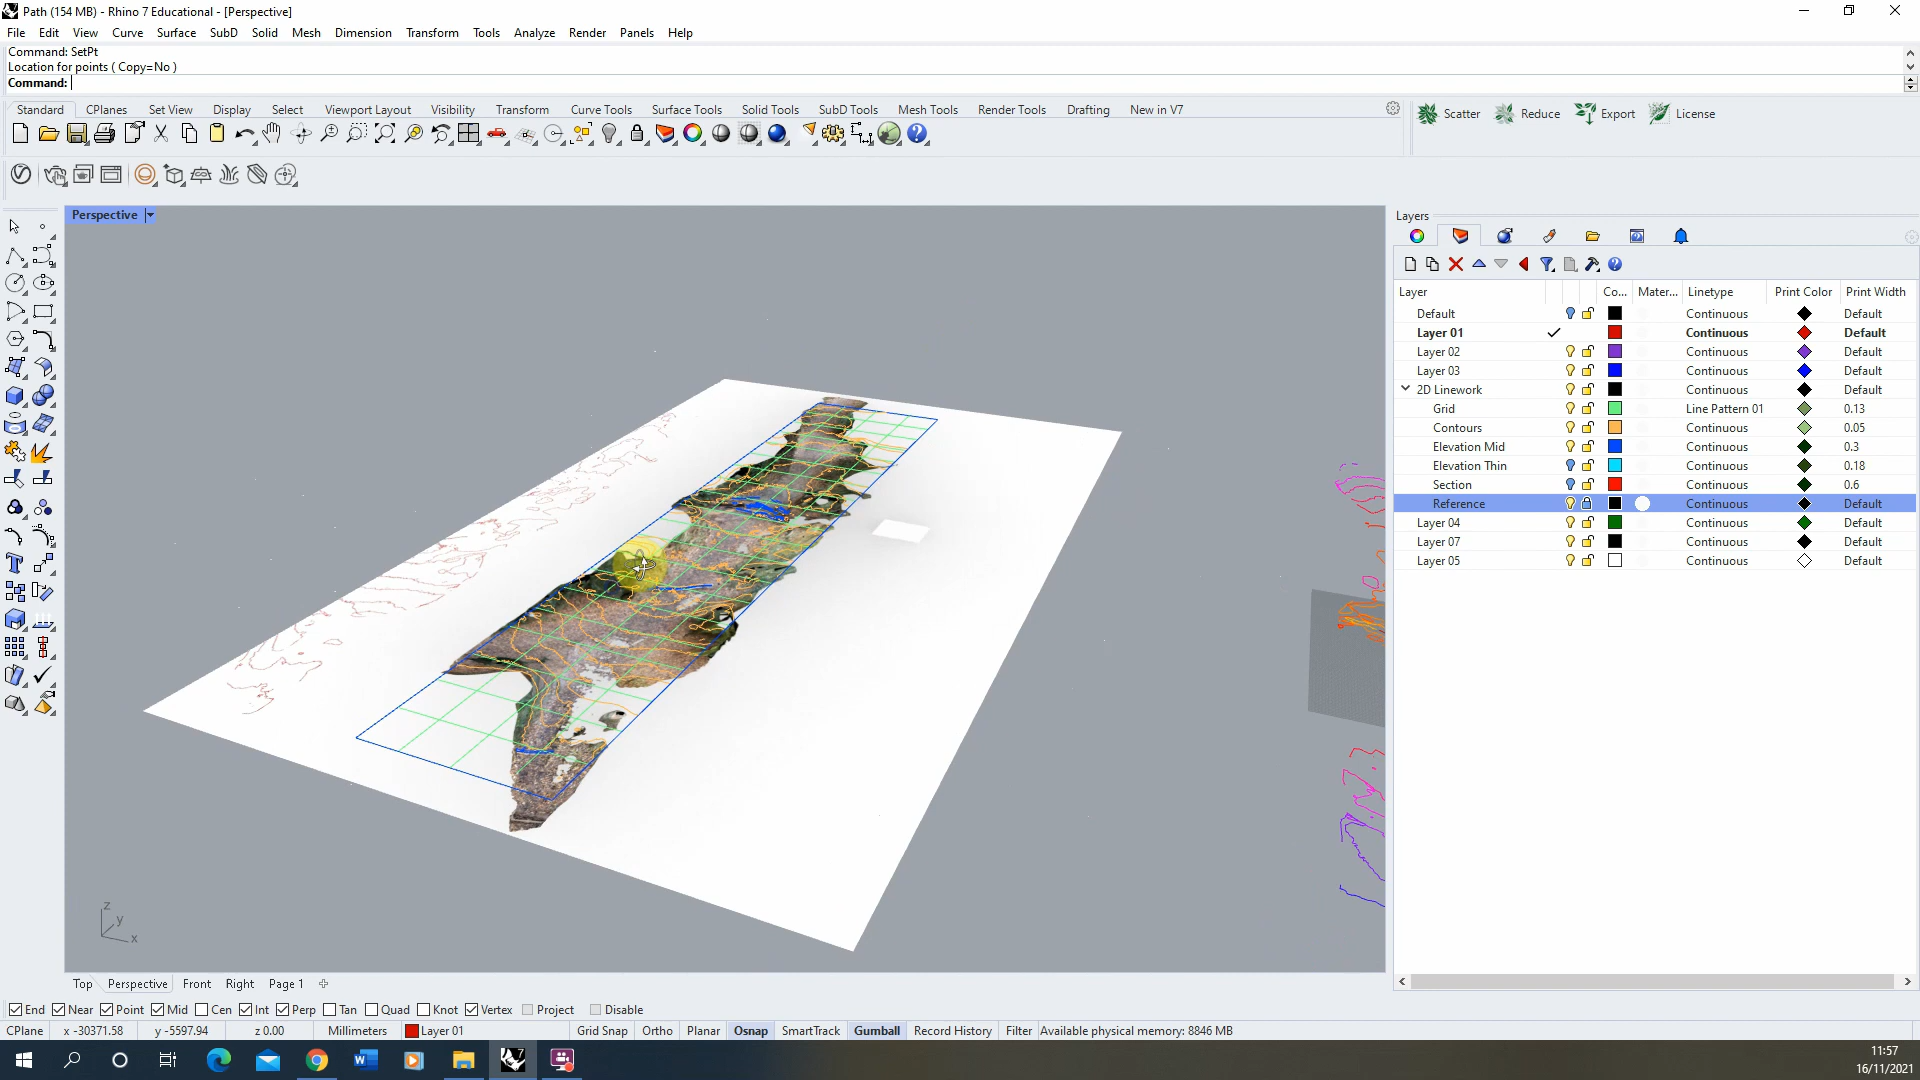 Path (154 MB) - Rhino 7 Educational - [Perspective]
File Edit View Curve Surface SubD Solid Mesh Dimension Transform Tools Analyze Render Panels Help
Command: SetPt
Location for points ( Copy=No )
Command:
Standard CPlanes Set View Display Select Viewport Layout Visibility Transform Curve Tools Surface Tools Solid Tools SubD Tools Mesh Tools Render Tools Drafting New in V7
Scatter Reduce Export License
Perspective
Layers
Layer Co... Mater... Linetype Print Color Print Width
Default Continuous Default
Layer 01 Continuous Default
Layer 02 Continuous Default
Layer 03 Continuous Default
2D Linework Continuous Default
Grid Line Pattern 01 0.13
Contours Continuous 0.05
Elevation Mid Continuous 0.3
Elevation Thin Continuous 0.18
Section Continuous 0.6
Reference Continuous Default
Layer 04 Continuous Default
Layer 07 Continuous Default
Layer 05 Continuous Default
z
y
x
Top Perspective Front Right Page 1
End Near Point Mid Cen Int Perp Tan Quad Knot Vertex Project Disable
CPlane x -30371.58 y -5597.94 z 0.00 Millimeters Layer 01 Grid Snap Ortho Planar Osnap SmartTrack Gumball Record History Filter Available physical memory: 8846 MB
11:57
16/11/2021